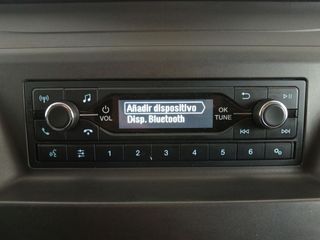 Añadir dispositivo
Disp. Bluetooth
VOL
OK
TUNE
1 2 3 4 5 6